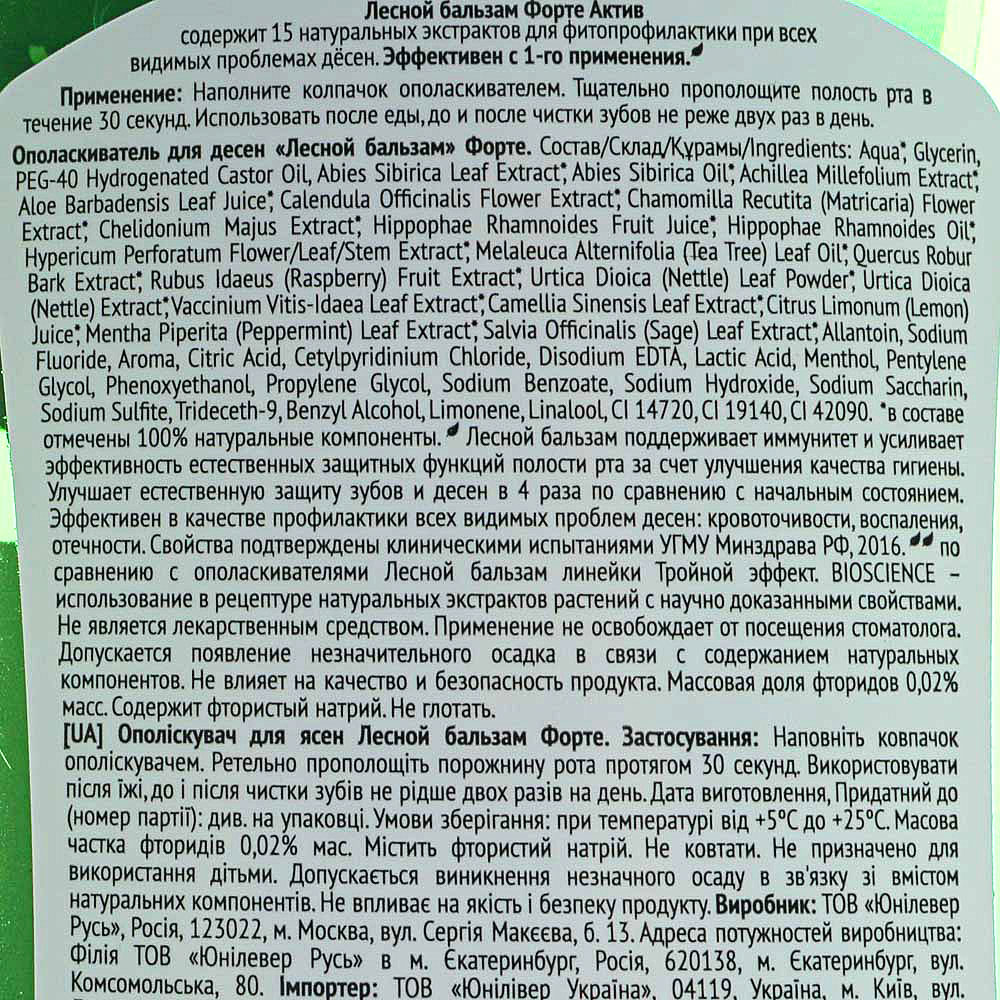 Лесной бальзам Форте Актив
содержит 15 натуральных экстрактов для фитопрофилактики при всех
видимых проблемах дёсен. Эффективен с 1-го применения.
Применение: Наполните колпачок ополаскивателем. Тщательно прополощите полость рта в
течение 30 секунд. Использовать после еды, до и после чистки зубов не реже двух раз в день.
Ополаскиватель для десен «Лесной бальзам» Форте. Состав/Склад/Құрамы/Ingredients: Aqua*, Glycerin,
PEG-40 Hydrogenated Castor Oil, Abies Sibirica Leaf Extract*, Abies Sibirica Oil*, Achillea Millefolium Extract*,
Aloe Barbadensis Leaf Juice*, Calendula Officinalis Flower Extract*, Chamomilla Recutita (Matricaria) Flower
Extract*, Chelidonium Majus Extract*, Hippophae Rhamnoides Fruit Juice*, Hippophae Rhamnoides Oil*,
Hypericum Perforatum Flower/Leaf/Stem Extract*, Melaleuca Alternifolia (Tea Tree) Leaf Oil*, Quercus Robur
Bark Extract*, Rubus Idaeus (Raspberry) Fruit Extract*, Urtica Dioica (Nettle) Leaf Powder*, Urtica Dioica
(Nettle) Extract*, Vaccinium Vitis-Idaea Leaf Extract*, Camellia Sinensis Leaf Extract*, Citrus Limonum (Lemon)
Juice*, Mentha Piperita (Peppermint) Leaf Extract*, Salvia Officinalis (Sage) Leaf Extract*, Allantoin, Sodium
Fluoride, Aroma, Citric Acid, Cetylpyridinium Chloride, Disodium EDTA, Lactic Acid, Menthol, Pentylene
Glycol, Phenoxyethanol, Propylene Glycol, Sodium Benzoate, Sodium Hydroxide, Sodium Saccharin,
Sodium Sulfite, Trideceth-9, Benzyl Alcohol, Limonene, Linalool, CI 14720, CI 19140, CI 42090. *в составе
отмечены 100% натуральные компоненты. Лесной бальзам поддерживает иммунитет и усиливает
эффективность естественных защитных функций полости рта за счет улучшения качества гигиены.
Улучшает естественную защиту зубов и десен в 4 раза по сравнению с начальным состоянием.
Эффективен в качестве профилактики всех видимых проблем десен: кровоточивости, воспаления,
отечности. Свойства подтверждены клиническими испытаниями УГМУ Минздрава РФ, 2016. по
сравнению с ополаскивателями Лесной бальзам линейки Тройной эффект. BIOSCIENCE –
использование в рецептуре натуральных экстрактов растений с научно доказанными свойствами.
Не является лекарственным средством. Применение не освобождает от посещения стоматолога.
Допускается появление незначительного осадка в связи с содержанием натуральных
компонентов. Не влияет на качество и безопасность продукта. Массовая доля фторидов 0,02%
масс. Содержит фтористый натрий. Не глотать.
[UA] Ополіскувач для ясен Лесной бальзам Форте. Застосування: Наповніть ковпачок
ополіскувачем. Ретельно прополощіть порожнину рота протягом 30 секунд. Використовувати
після їжі, до і після чистки зубів не рідше двох разів на день. Дата виготовлення, Придатний до
(номер партії): див. на упаковці. Умови зберігання: при температурі від +5°C до +25°C. Масова
частка фторидів 0,02% мас. Містить фтористий натрій. Не ковтати. Не призначено для
використання дітьми. Допускається виникнення незначного осаду в зв'язку зі вмістом
натуральних компонентів. Не впливає на якість і безпеку продукту. Виробник: ТОВ «Юнілевер
Русь», Росія, 123022, м. Москва, вул. Сергія Макєєва, б. 13. Адреса потужностей виробництва:
Філія ТОВ «Юнілевер Русь» в м. Єкатеринбург, Росія, 620138, м. Єкатеринбург, вул.
Комсомольська, 80. Імпортер: ТОВ «Юнілівер Україна», 04119, Україна, м. Київ, вул.